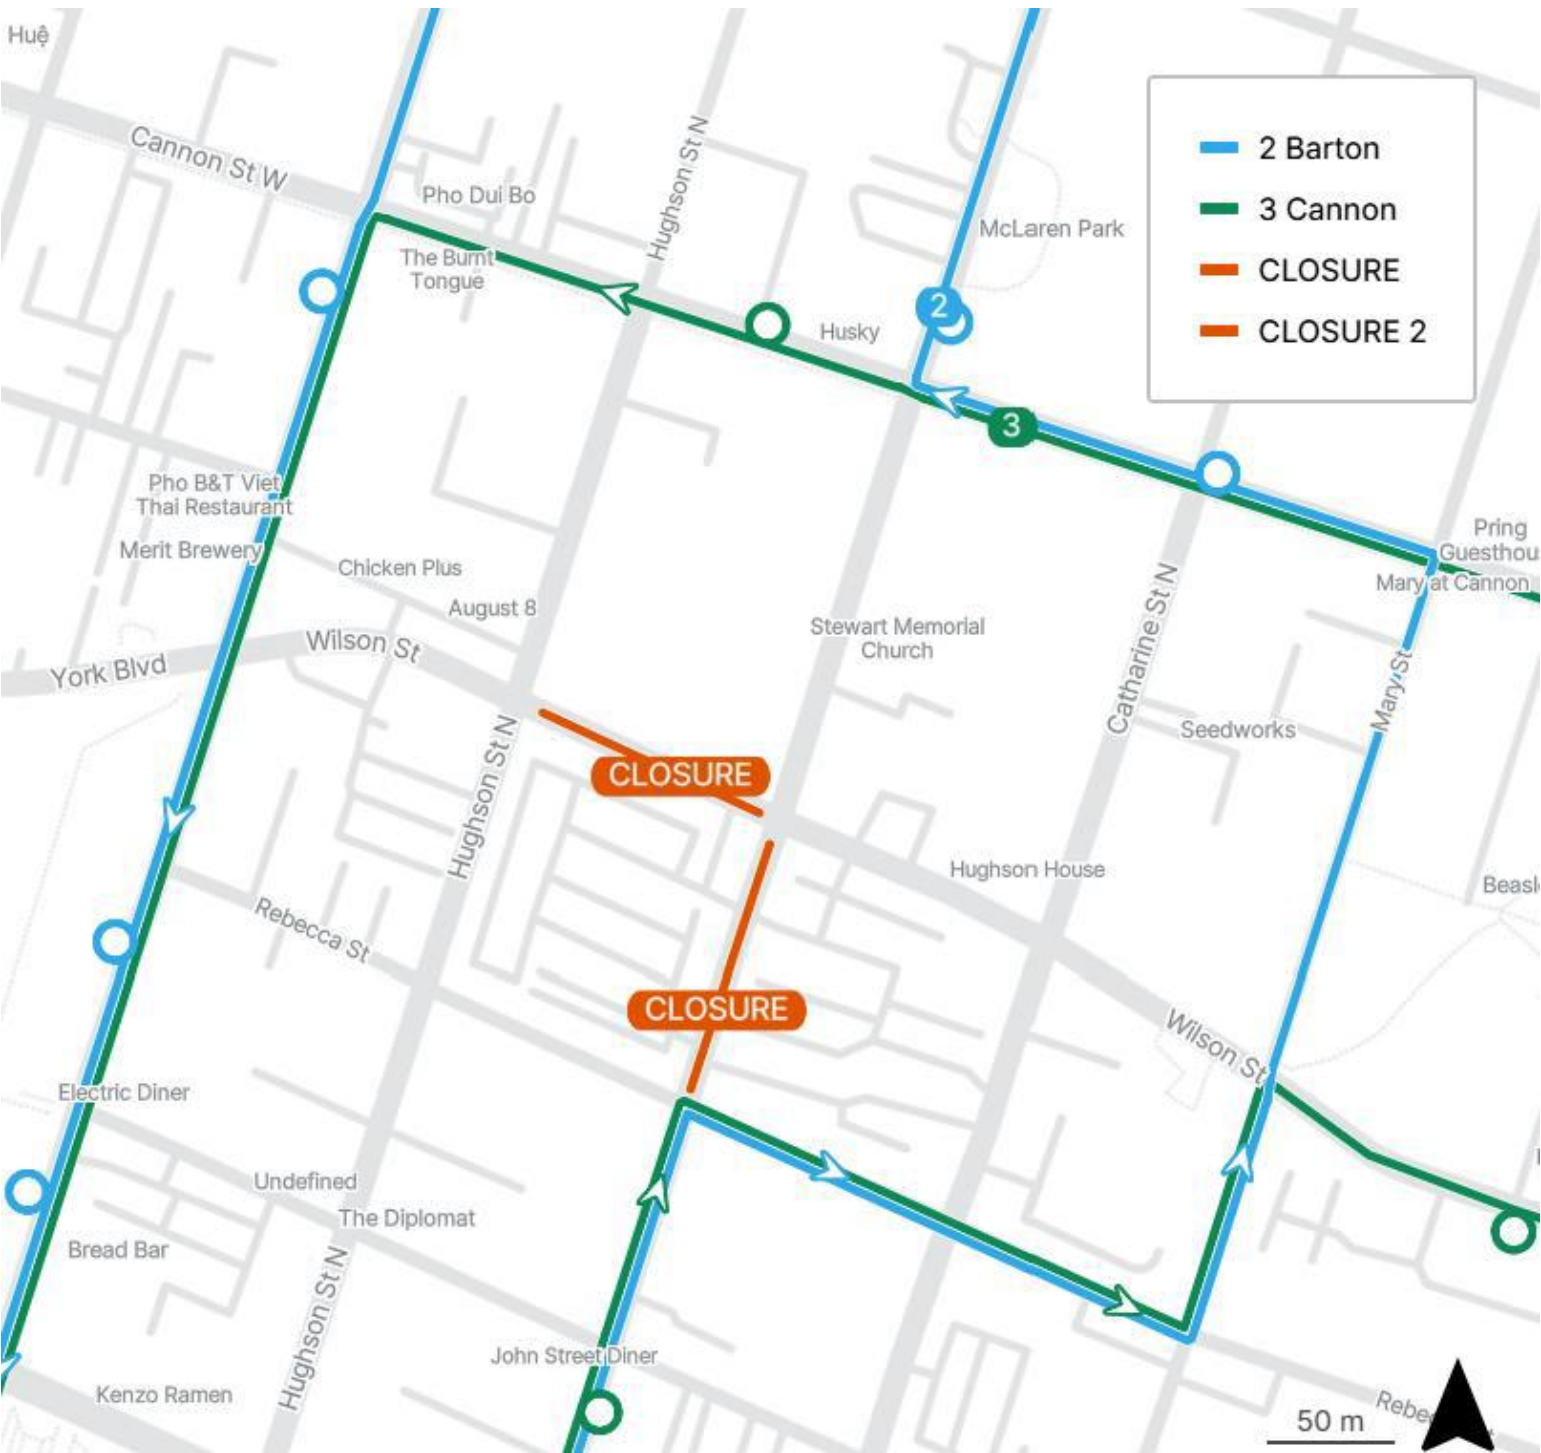 Huệ
Cannon St W
Pho Dui Bo
Hughson St N
The Burnt
Tongue
McLaren Park
2 Barton
3 Cannon
CLOSURE
CLOSURE 2
2
Husky
3
Pho B&T Viet
Thai Restaurant
Merit Brewery
Chicken Plus
August 8
Wilson St
York Blvd
Stewart Memorial
Church
Catharine St N
Pring
Guesthou
Mary at Cannon
Mary St
Seedworks
Hughson St N
CLOSURE
Hughson House
Beasl
Rebecca St
CLOSURE
Wilson St
Electric Diner
Undefined
The Diplomat
Bread Bar
Hughson St N
John Street Diner
Kenzo Ramen
50 m
Rebe